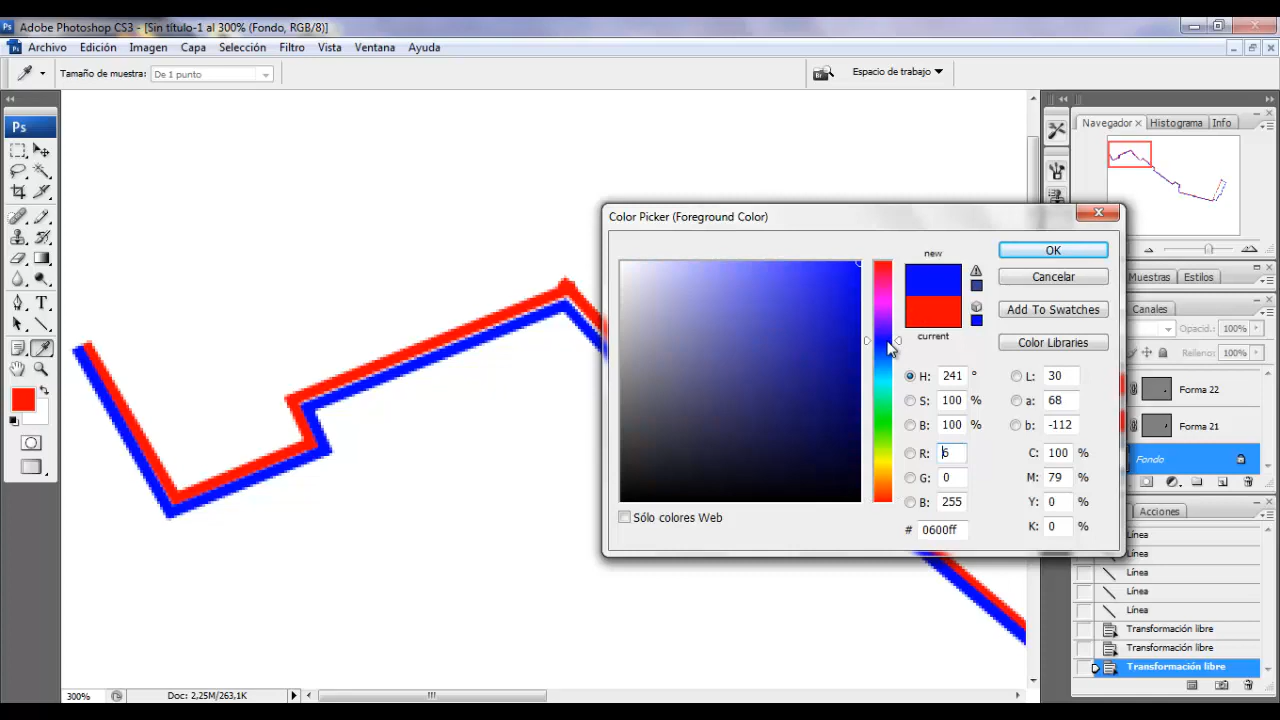 Ps Adobe Photoshop CS3 - [Sin título-1 al 300% (Fondo, RGB/8)]
Ps Archivo Edición Imagen Capa Selección Filtro Vista Ventana Ayuda
Tamaño de muestra: De 1 punto
Br Espacio de trabajo
Ps
Navegador Histograma Info
Color Picker (Foreground Color)
new
current
OK
Cancelar
Add To Swatches
Color Libraries
H: 241 °
S: 100 %
B: 100 %
R: 6
G: 0
B: 255
# 0600ff
L: 30
a: 68
b: -112
C: 100 %
M: 79 %
Y: 0 %
K: 0 %
Sólo colores Web
Muestras Estilos
Canales
Opacid.: 100%
Relleno: 100%
Forma 22
Forma 21
Fondo
Acciones
Línea
Línea
Línea
Línea
Línea
Transformación libre
Transformación libre
Transformación libre
300% Doc: 2,25M/263,1K